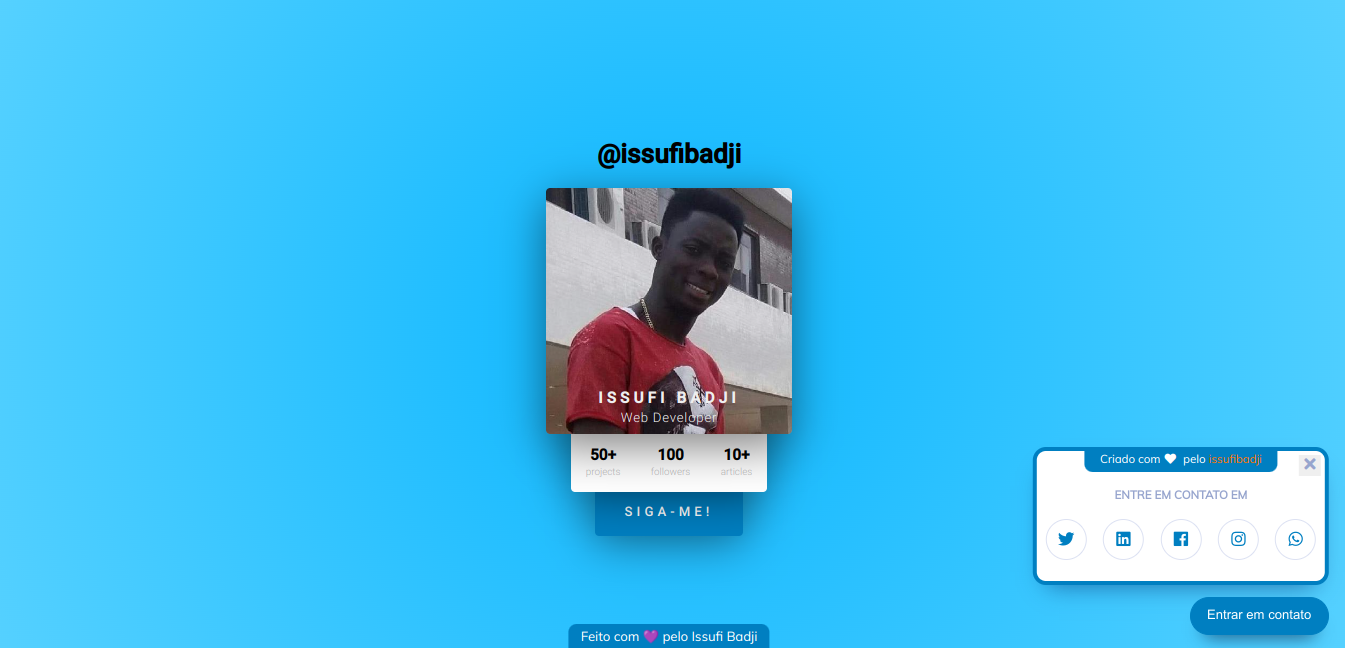 @issufibadji
ISSUFI BADJI
Web Developer
50+ 100 10+
projects followers articles
SIGA-ME!
Criado com pelo issufibadji
ENTRE EM CONTATO EM
Entrar em contato
Feito com 💜 pelo Issufi Badji